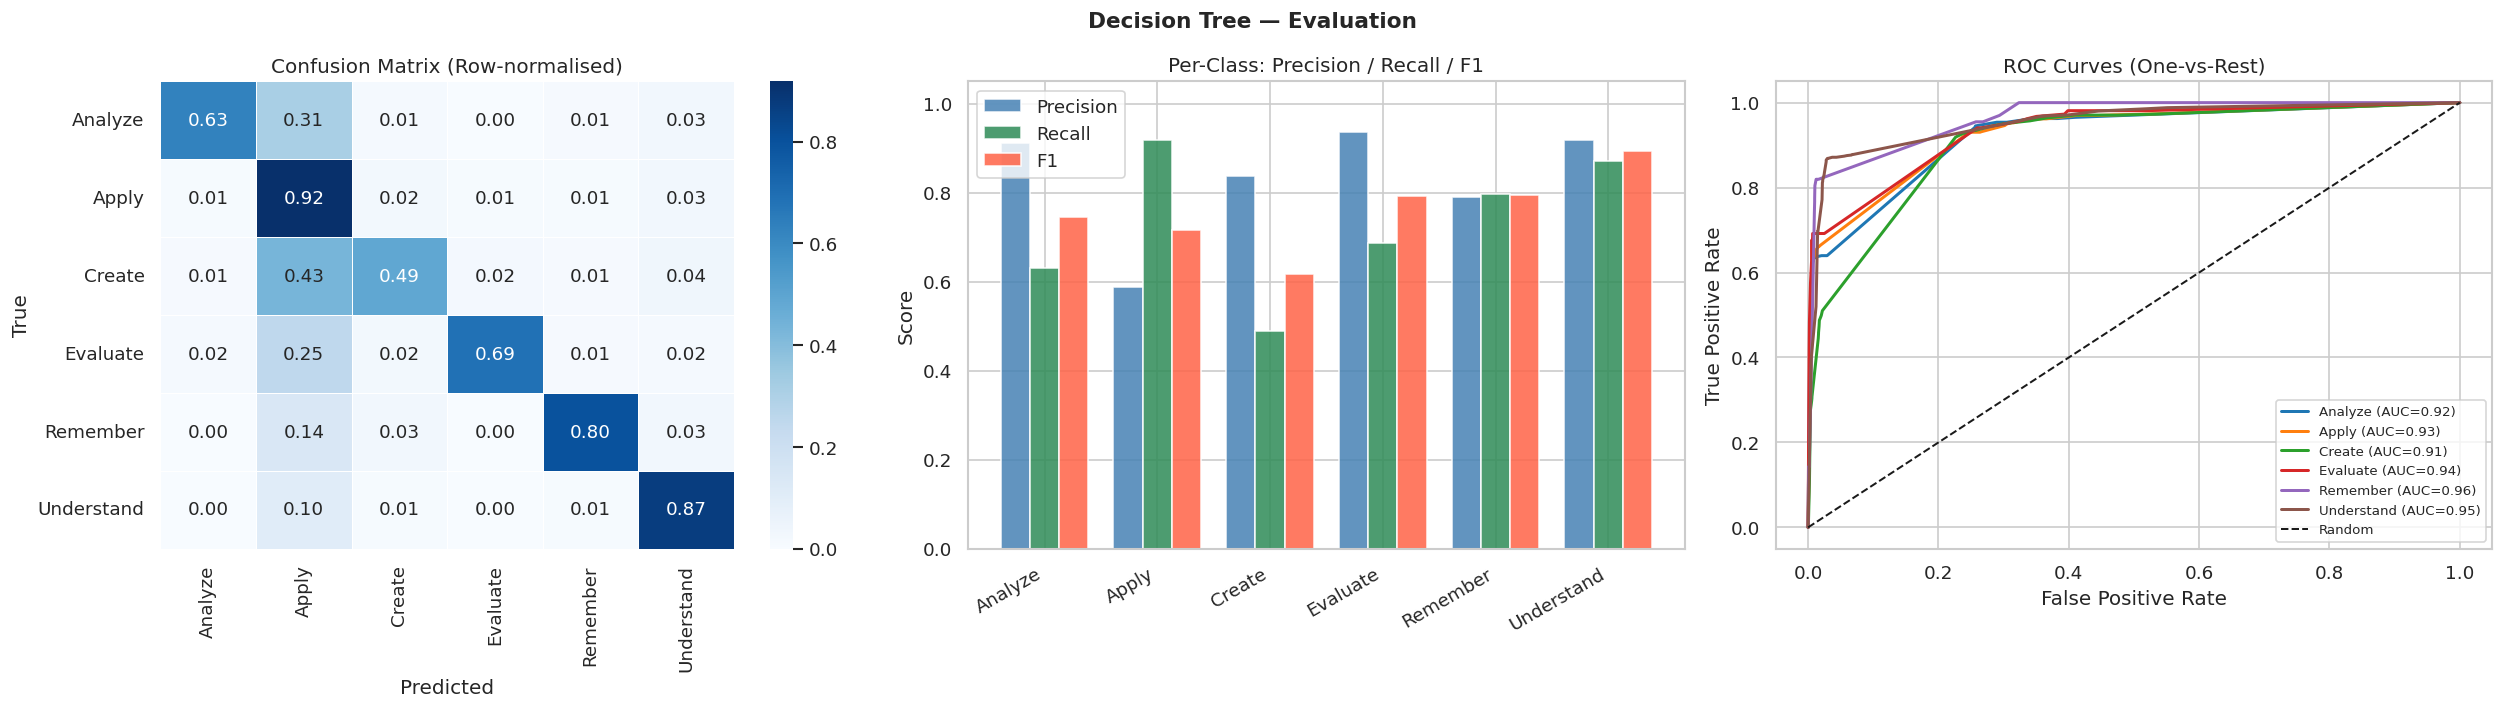 Decision Tree — Evaluation
Confusion Matrix (Row-normalised)
True
Analyze 0.63 0.31 0.01 0.00 0.01 0.03
Apply 0.01 0.92 0.02 0.01 0.01 0.03
Create 0.01 0.43 0.49 0.02 0.01 0.04
Evaluate 0.02 0.25 0.02 0.69 0.01 0.02
Remember 0.00 0.14 0.03 0.00 0.80 0.03
Understand 0.00 0.10 0.01 0.00 0.01 0.87
Analyze Apply Create Evaluate Remember Understand
Predicted
0.8
0.6
0.4
0.2
0.0
Per-Class: Precision / Recall / F1
Score
1.0
0.8
0.6
0.4
0.2
0.0
Precision
Recall
F1
Analyze Apply Create Evaluate Remember Understand
ROC Curves (One-vs-Rest)
True Positive Rate
1.0
0.8
0.6
0.4
0.2
0.0
Analyze (AUC=0.92)
Apply (AUC=0.93)
Create (AUC=0.91)
Evaluate (AUC=0.94)
Remember (AUC=0.96)
Understand (AUC=0.95)
Random
0.0 0.2 0.4 0.6 0.8 1.0
False Positive Rate